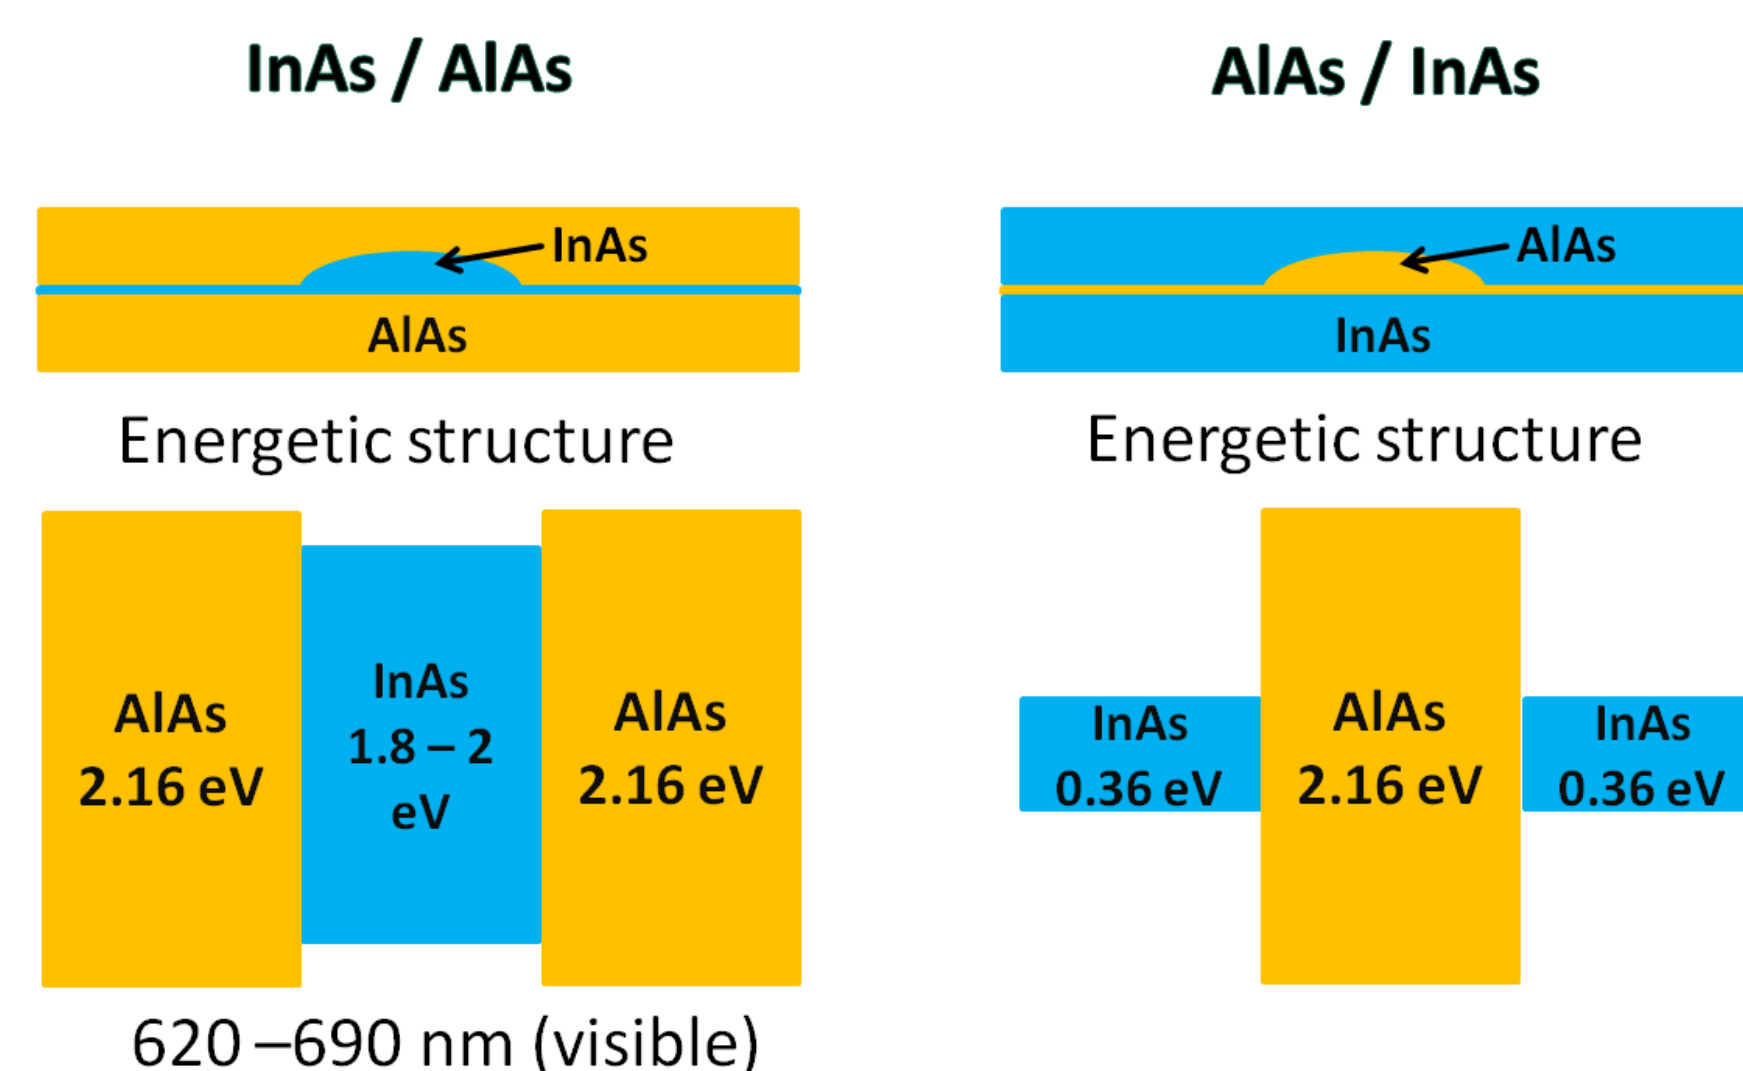 InAs / AlAs
InAs
AlAs
Energetic structure
AlAs
2.16 eV
InAs
1.8 – 2
eV
AlAs
2.16 eV
620 –690 nm (visible)
AlAs / InAs
AlAs
InAs
Energetic structure
InAs
0.36 eV
AlAs
2.16 eV
InAs
0.36 eV